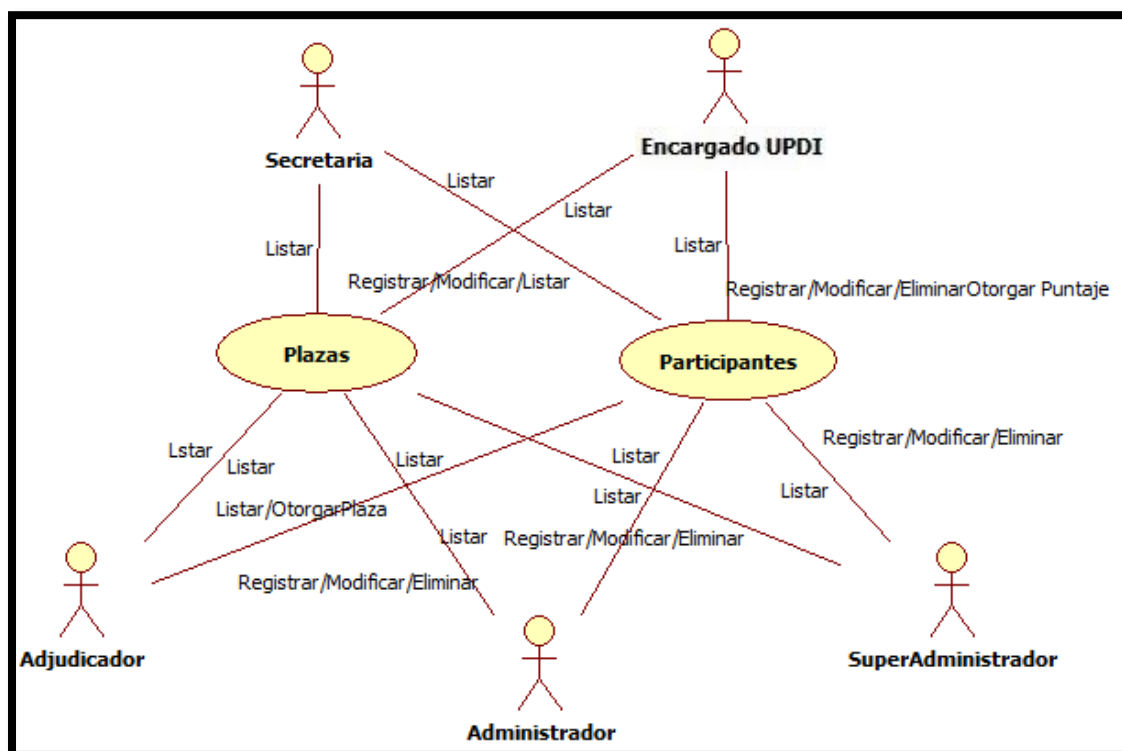 Encargado UPDI
Secretaria
Listar
Listar
Listar
Listar
Registrar/Modificar/Listar
Registrar/Modificar/EliminarOtorgar Puntaje
Plazas
Participantes
Lstar
Listar
Listar
Listar
Registrar/Modificar/Eliminar
Listar
Listar
Listar/OtorgarPlaza
Listar
Registrar/Modificar/Eliminar
Registrar/Modificar/Eliminar
Adjudicador
SuperAdministrador
Administrador